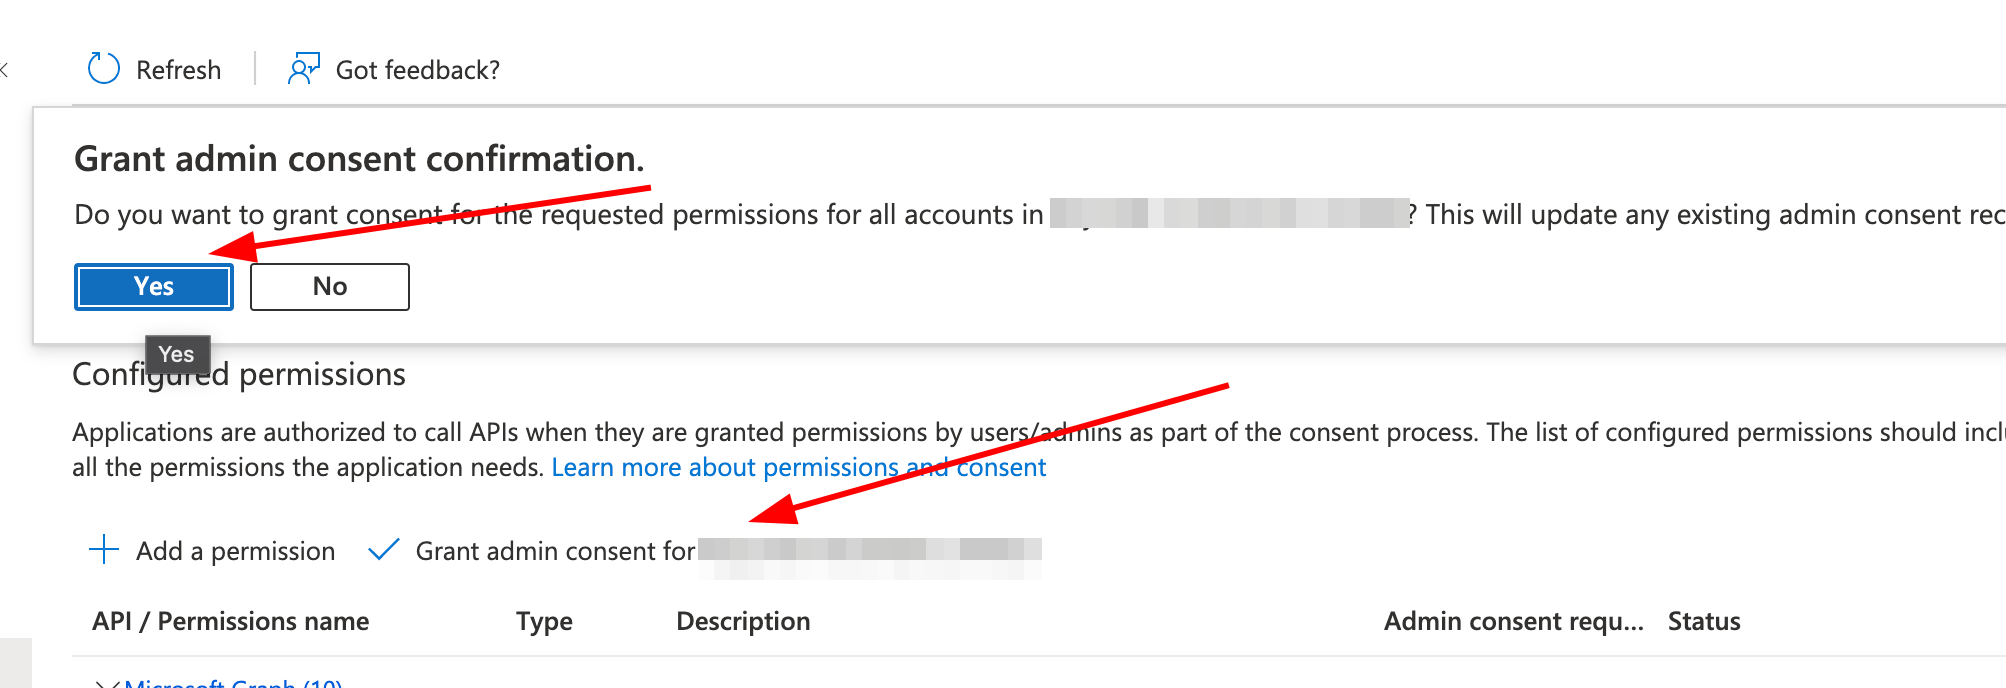 Refresh
Got feedback?
Grant admin consent confirmation.
Do you want to grant consent for the requested permissions for all accounts in ? This will update any existing admin consent rec
Yes
No
Yes
Configured permissions
Applications are authorized to call APIs when they are granted permissions by users/admins as part of the consent process. The list of configured permissions should inclu
all the permissions the application needs. Learn more about permissions and consent
Add a permission
Grant admin consent for
API / Permissions name
Type
Description
Admin consent requ...
Status
Microsoft Graph (10)